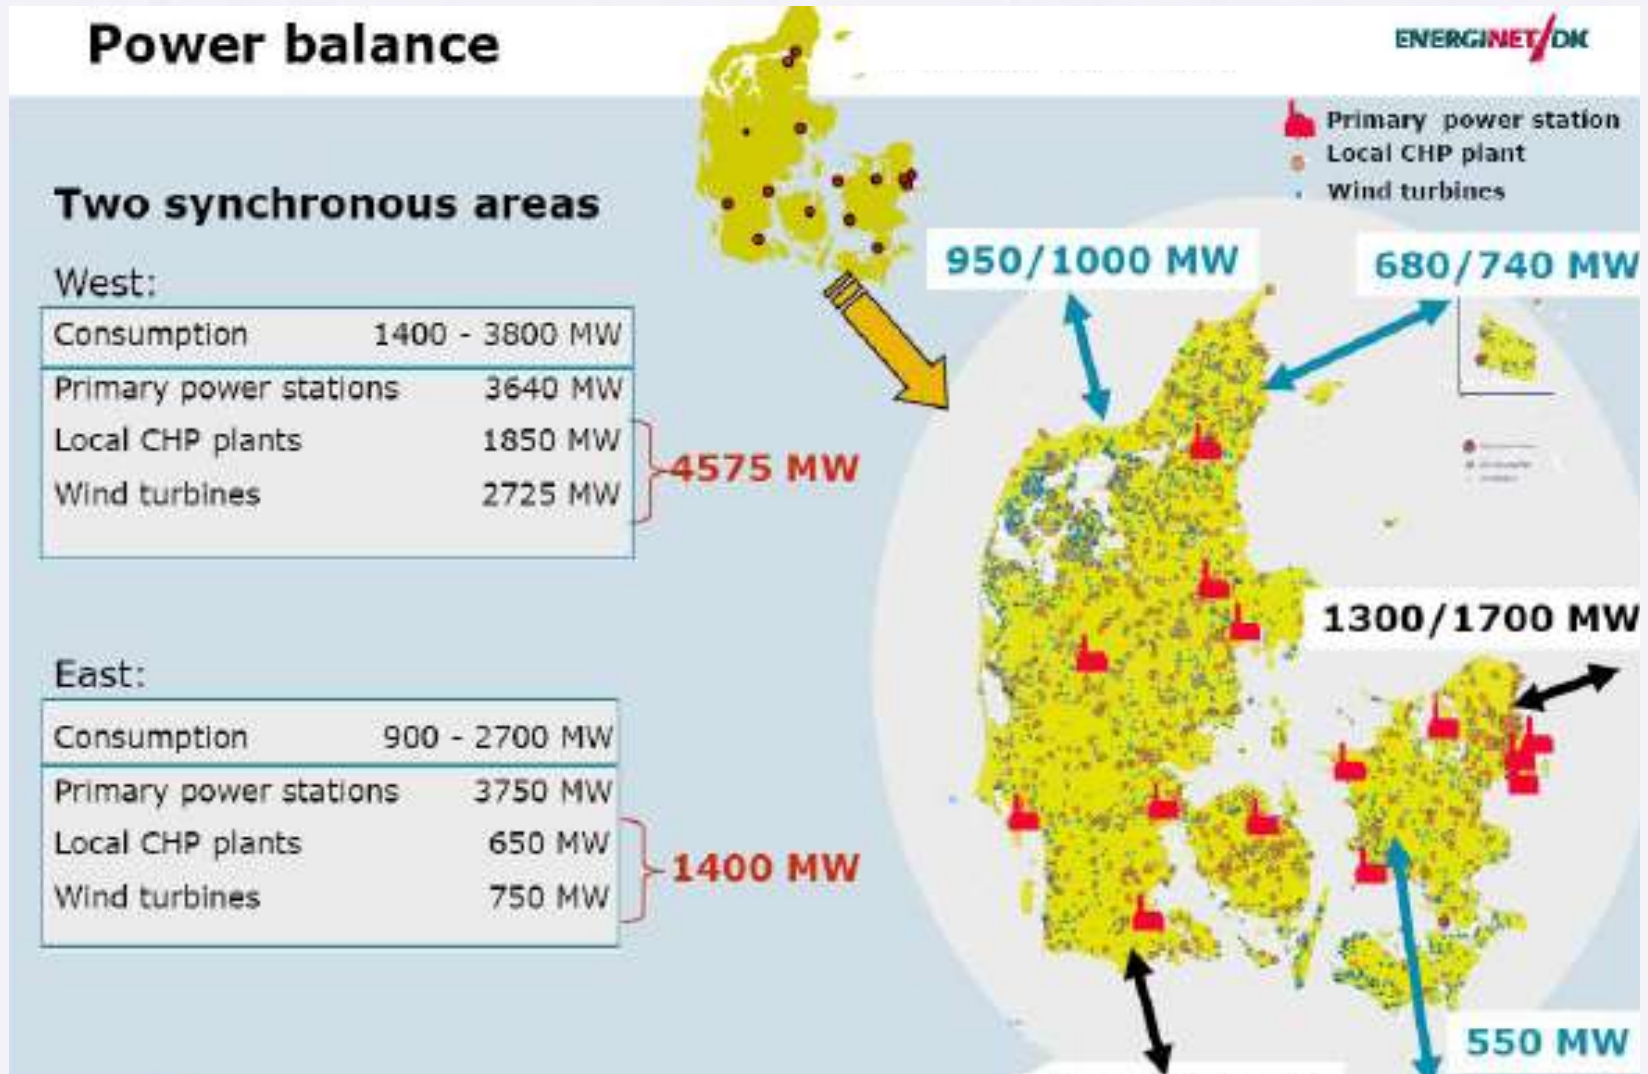 Power balance
ENERGINET/DK
Primary power station
Local CHP plant
Wind turbines
Two synchronous areas
950/1000 MW
680/740 MW
West:
Consumption 1400 - 3800 MW
Primary power stations 3640 MW
Local CHP plants 1850 MW
4575 MW
Wind turbines 2725 MW
1300/1700 MW
East:
Consumption 900 - 2700 MW
Primary power stations 3750 MW
Local CHP plants 650 MW
1400 MW
Wind turbines 750 MW
550 MW